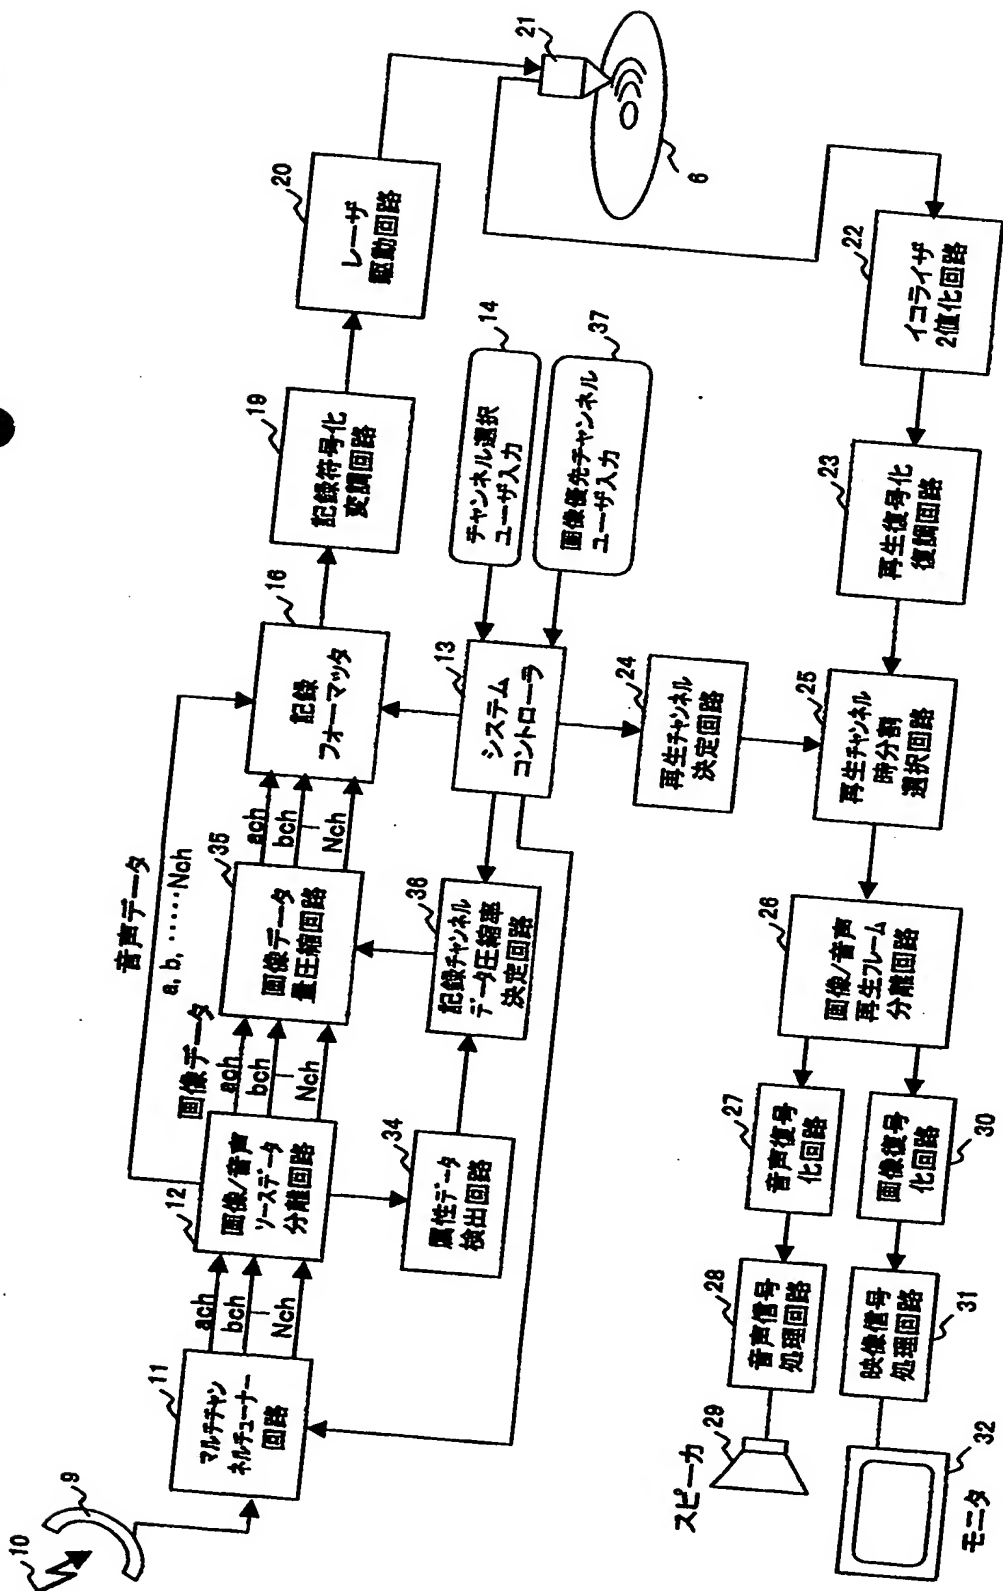 10
9
11
マルチチャン
ネルチューナー
回路
ach
bch
Nch
12
画像/音声
ソースデータ
分離回路
音声データ
a, b, ‥‥‥Nch
画像データ
ach
bch
Nch
35
画像データ
量圧縮回路
ach
bch
Nch
16
記録
フォーマッタ
19
記録符号化
変調回路
20
レーザ
駆動回路
21
6
34
属性データ
検出回路
36
記録チャンネル
データ圧縮率
決定回路
13
システム
コントローラ
14
チャンネル選択
ユーザ入力
37
画像優先チャンネル
ユーザ入力
24
再生チャンネル
決定回路
22
イコライザ
2値化回路
23
再生復号化
復調回路
25
再生チャンネル
時分割
選択回路
26
画像/音声
再生フレーム
分離回路
27
音声復号
化回路
28
音声信号
処理回路
29
スピーカ
30
画像復号
化回路
31
映像信号
処理回路
32
モニタ